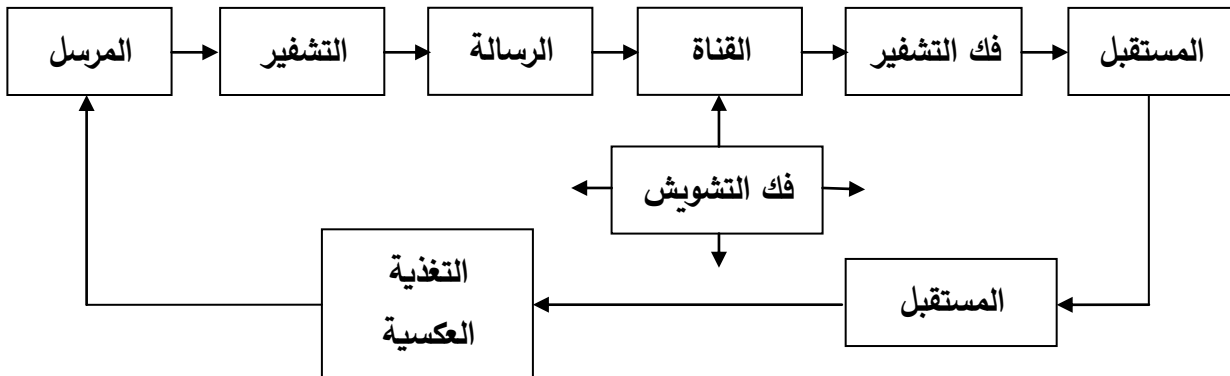 المرسل
التشفير
الرسالة
القناة
فك التشفير
المستقبل
فك التشويش
المستقبل
التغذية
العكسية